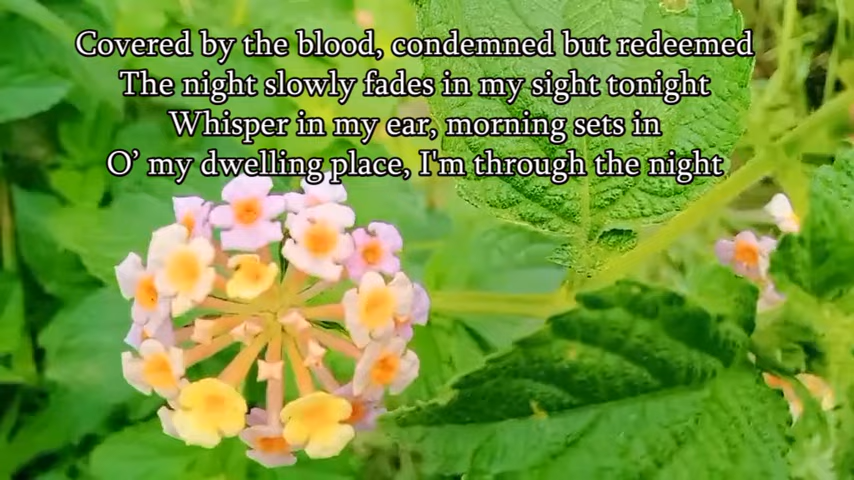 Covered by the blood, condemned but redeemed
The night slowly fades in my sight tonight
Whisper in my ear, morning sets in
O’ my dwelling place, I'm through the night